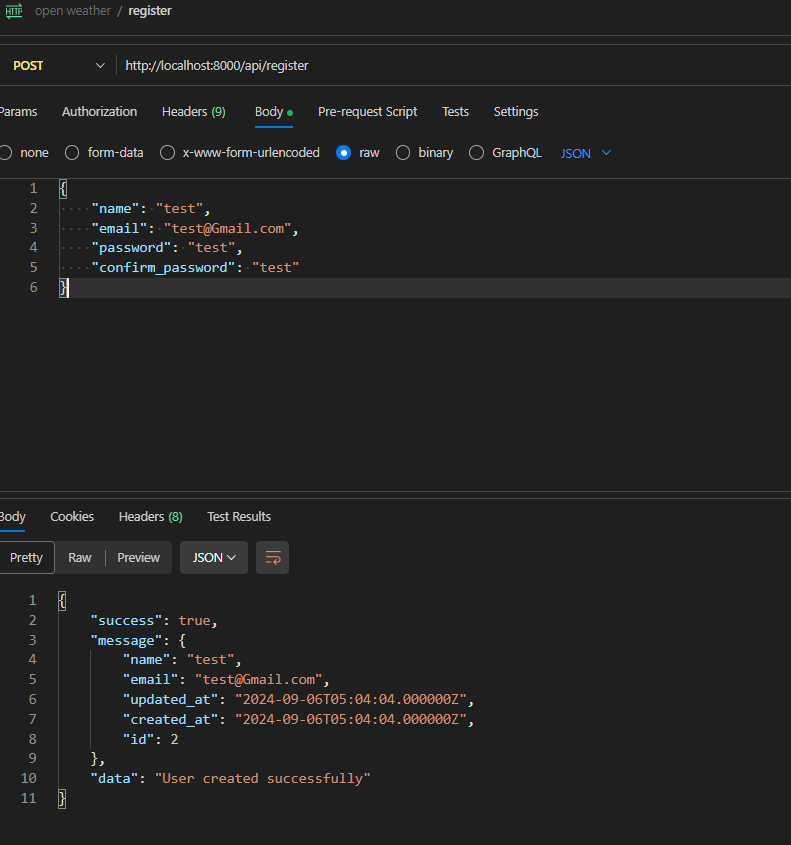 HTTP open weather / register
POST http://localhost:8000/api/register
Params Authorization Headers (9) Body Pre-request Script Tests Settings
none form-data x-www-form-urlencoded raw binary GraphQL JSON
1 {
2 "name": "test",
3 "email": "test@Gmail.com",
4 "password": "test",
5 "confirm_password": "test"
6 }
Body Cookies Headers (8) Test Results
Pretty Raw Preview JSON
1 {
2 "success": true,
3 "message": {
4 "name": "test",
5 "email": "test@Gmail.com",
6 "updated_at": "2024-09-06T05:04:04.000000Z",
7 "created_at": "2024-09-06T05:04:04.000000Z",
8 "id": 2
9 },
10 "data": "User created successfully"
11 }